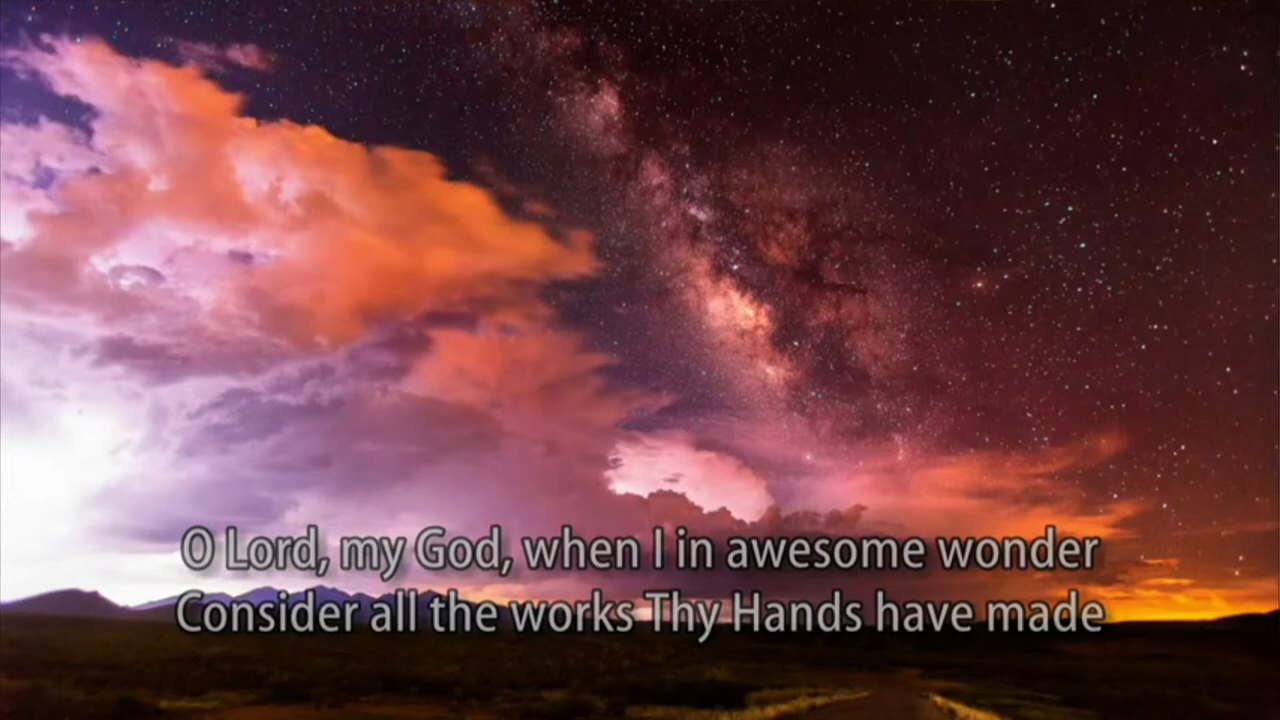 O Lord, my God, when I in awesome wonder
Consider all the works Thy Hands have made